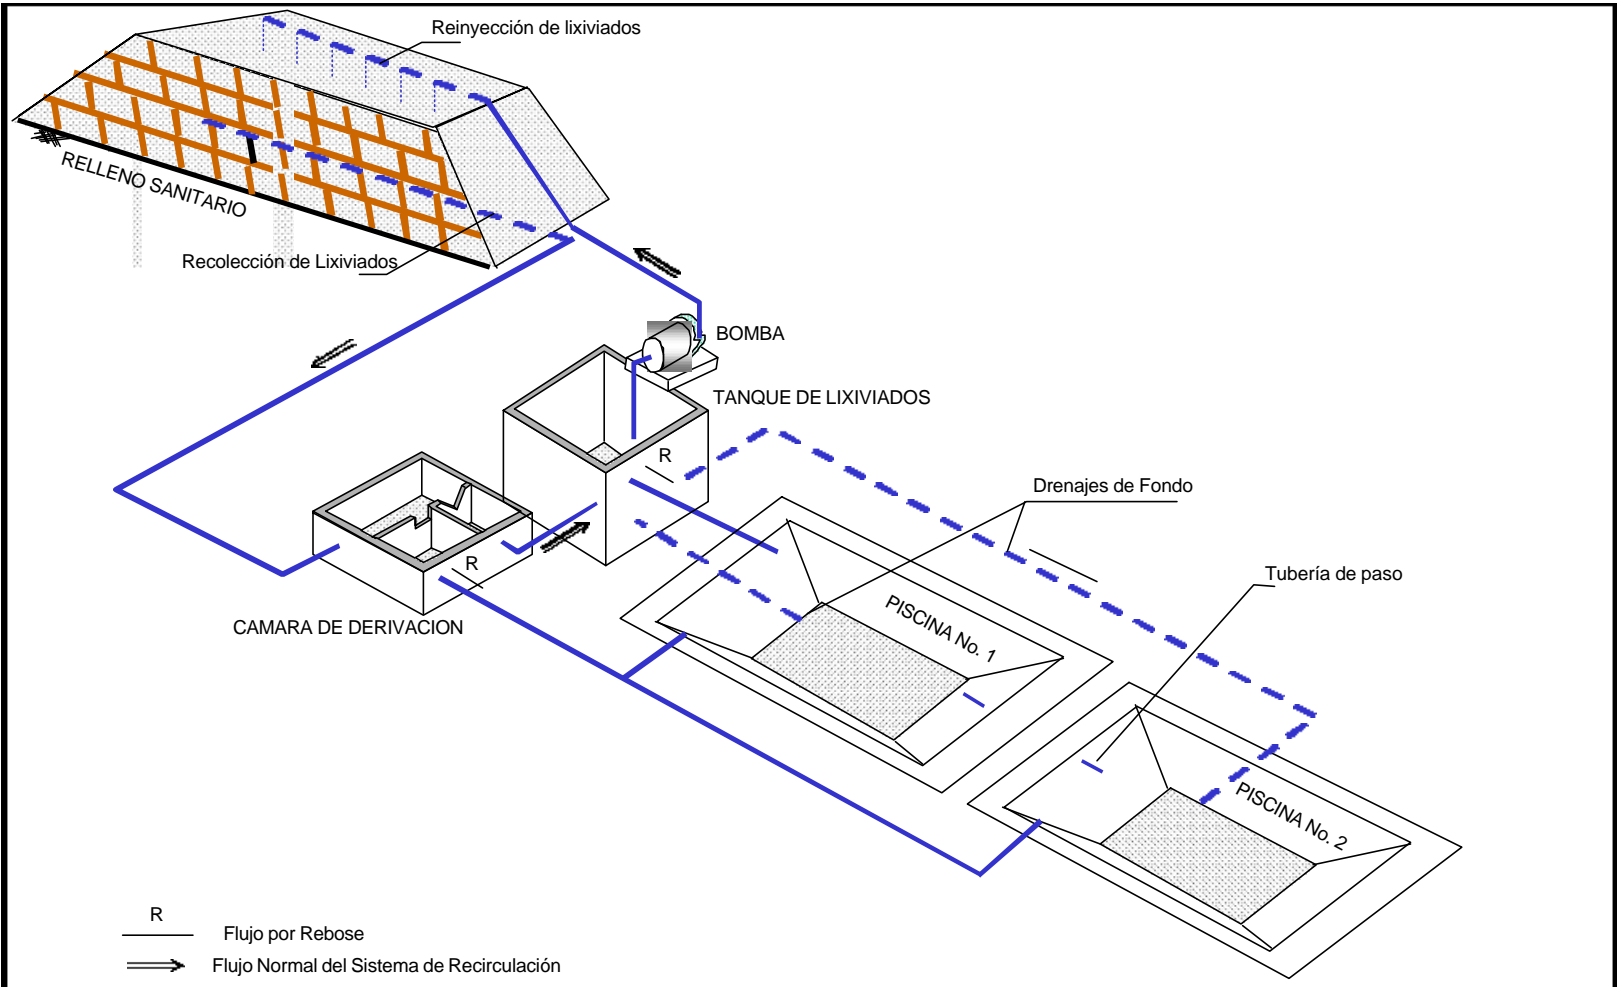 Reinyección de lixiviados
RELLENO SANITARIO
Recolección de Lixiviados
BOMBA
TANQUE DE LIXIVIADOS
R
Drenajes de Fondo
R
Tubería de paso
CAMARA DE DERIVACION
PISCINA No. 1
PISCINA No. 2
R
Flujo por Rebose
Flujo Normal del Sistema de Recirculación